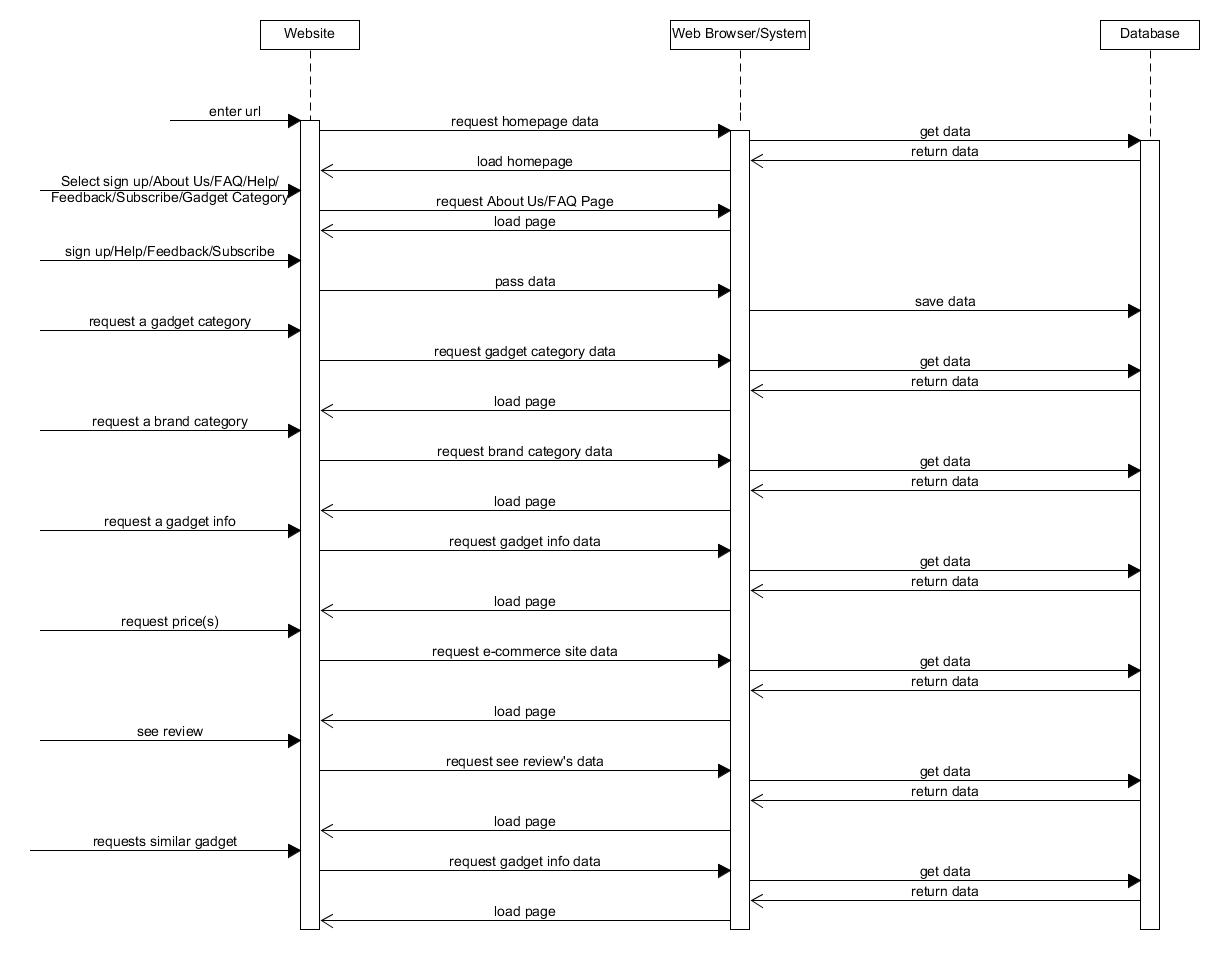 Website
Web Browser/System
Database
enter url
request homepage data
get data
return data
load homepage
Select sign up/About Us/FAQ/Help/
Feedback/Subscribe/Gadget Category
request About Us/FAQ Page
load page
sign up/Help/Feedback/Subscribe
pass data
save data
request a gadget category
request gadget category data
get data
return data
load page
request a brand category
request brand category data
get data
return data
load page
request a gadget info
request gadget info data
get data
return data
load page
request price(s)
request e-commerce site data
get data
return data
load page
see review
request see review's data
get data
return data
load page
requests similar gadget
request gadget info data
get data
return data
load page